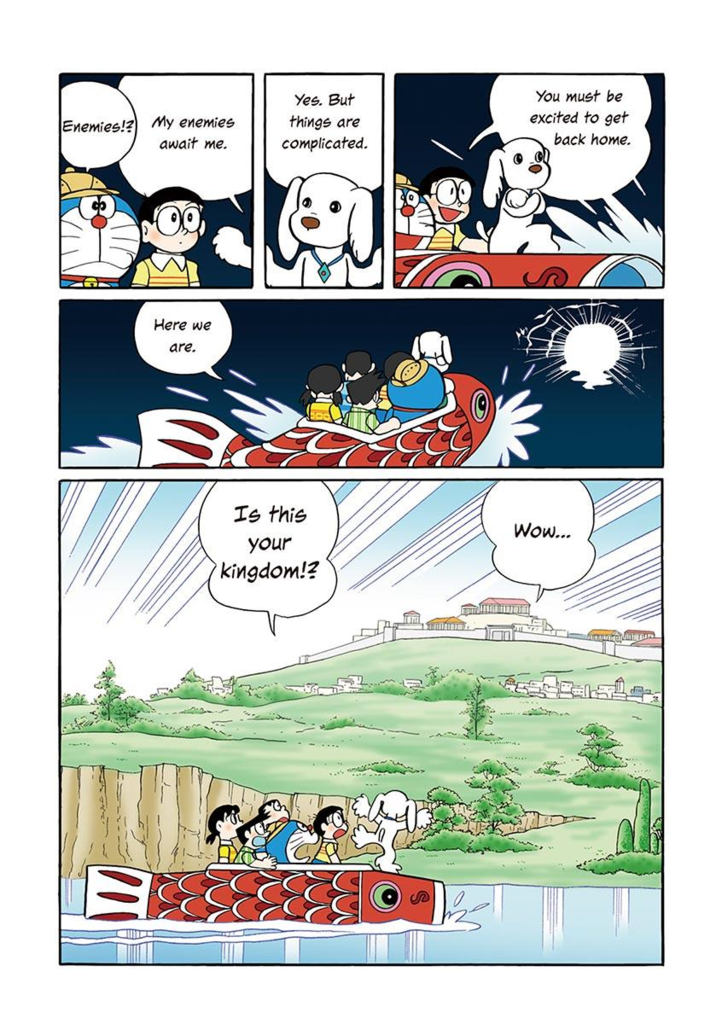 You must be
excited to get
back home.
Yes. But
things are
complicated.
My enemies
await me.
Enemies!?
Here we
are.
Wow...
Is this
your
kingdom!?